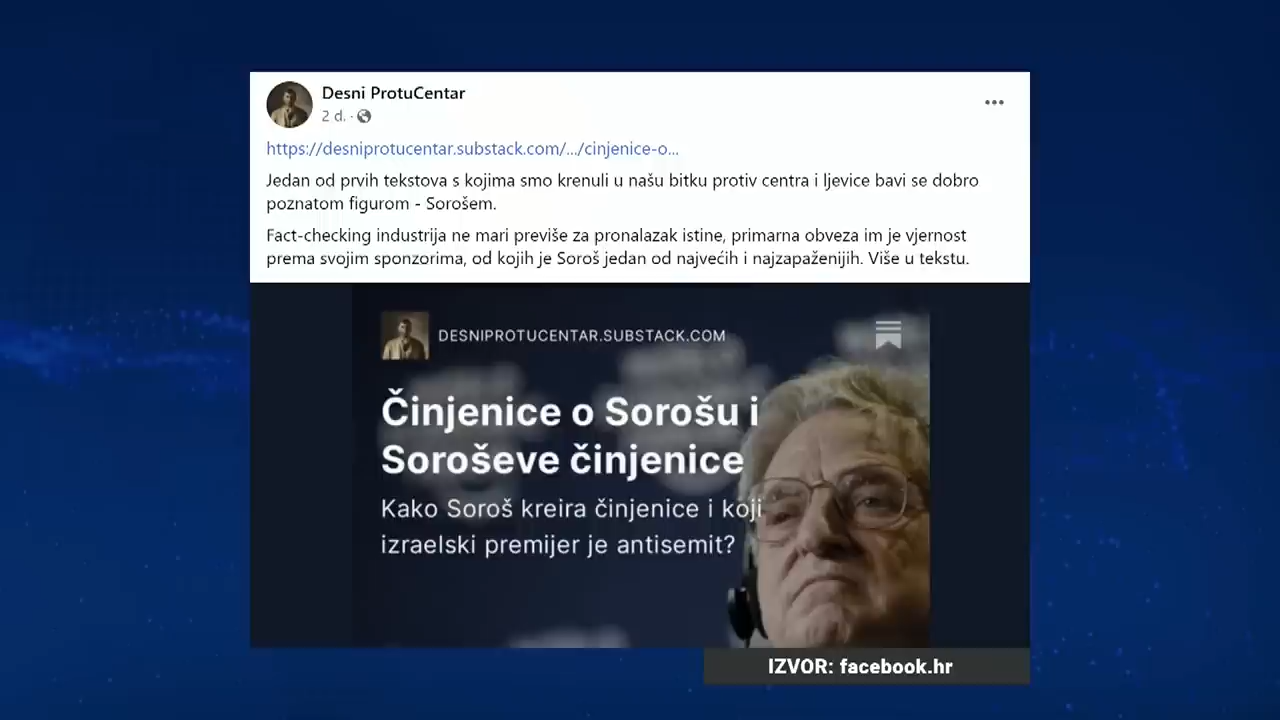 Desni ProtuCentar
2 d. ·
https://desniprotucentar.substack.com/.../cinjenice-o...
Jedan od prvih tekstova s kojima smo krenuli u našu bitku protiv centra i ljevice bavi se dobro
poznatom figurom - Sorošem.
Fact-checking industrija ne mari previše za pronalazak istine, primarna obveza im je vjernost
prema svojim sponzorima, od kojih je Soroš jedan od najvećih i najzapaženijih. Više u tekstu.
DESNIPROTUCENTAR.SUBSTACK.COM
Činjenice o Sorošu i
Soroševe činjenice
Kako Soroš kreira činjenice i koji
izraelski premijer je antisemit?
IZVOR: facebook.hr